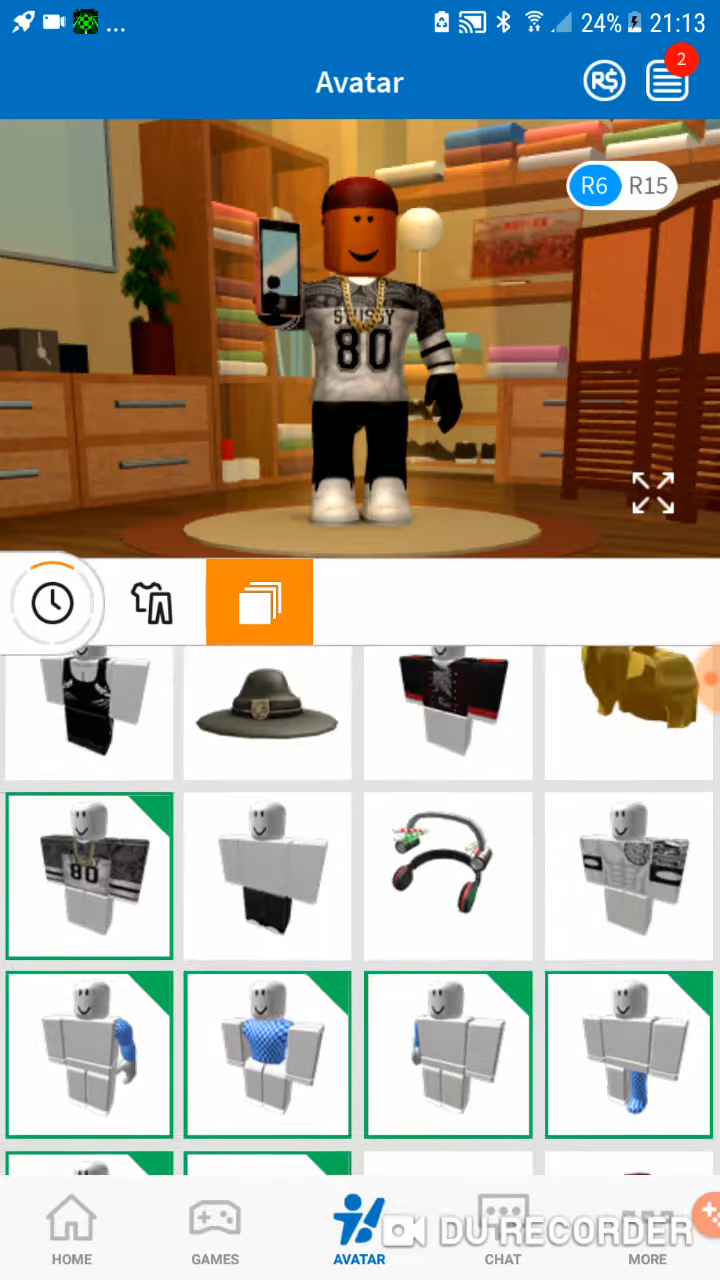 ... 24% 21:13
Avatar
R$
2
R6 R15
STUSSY
80
80
HOME GAMES AVATAR CHAT MORE
DU RECORDER